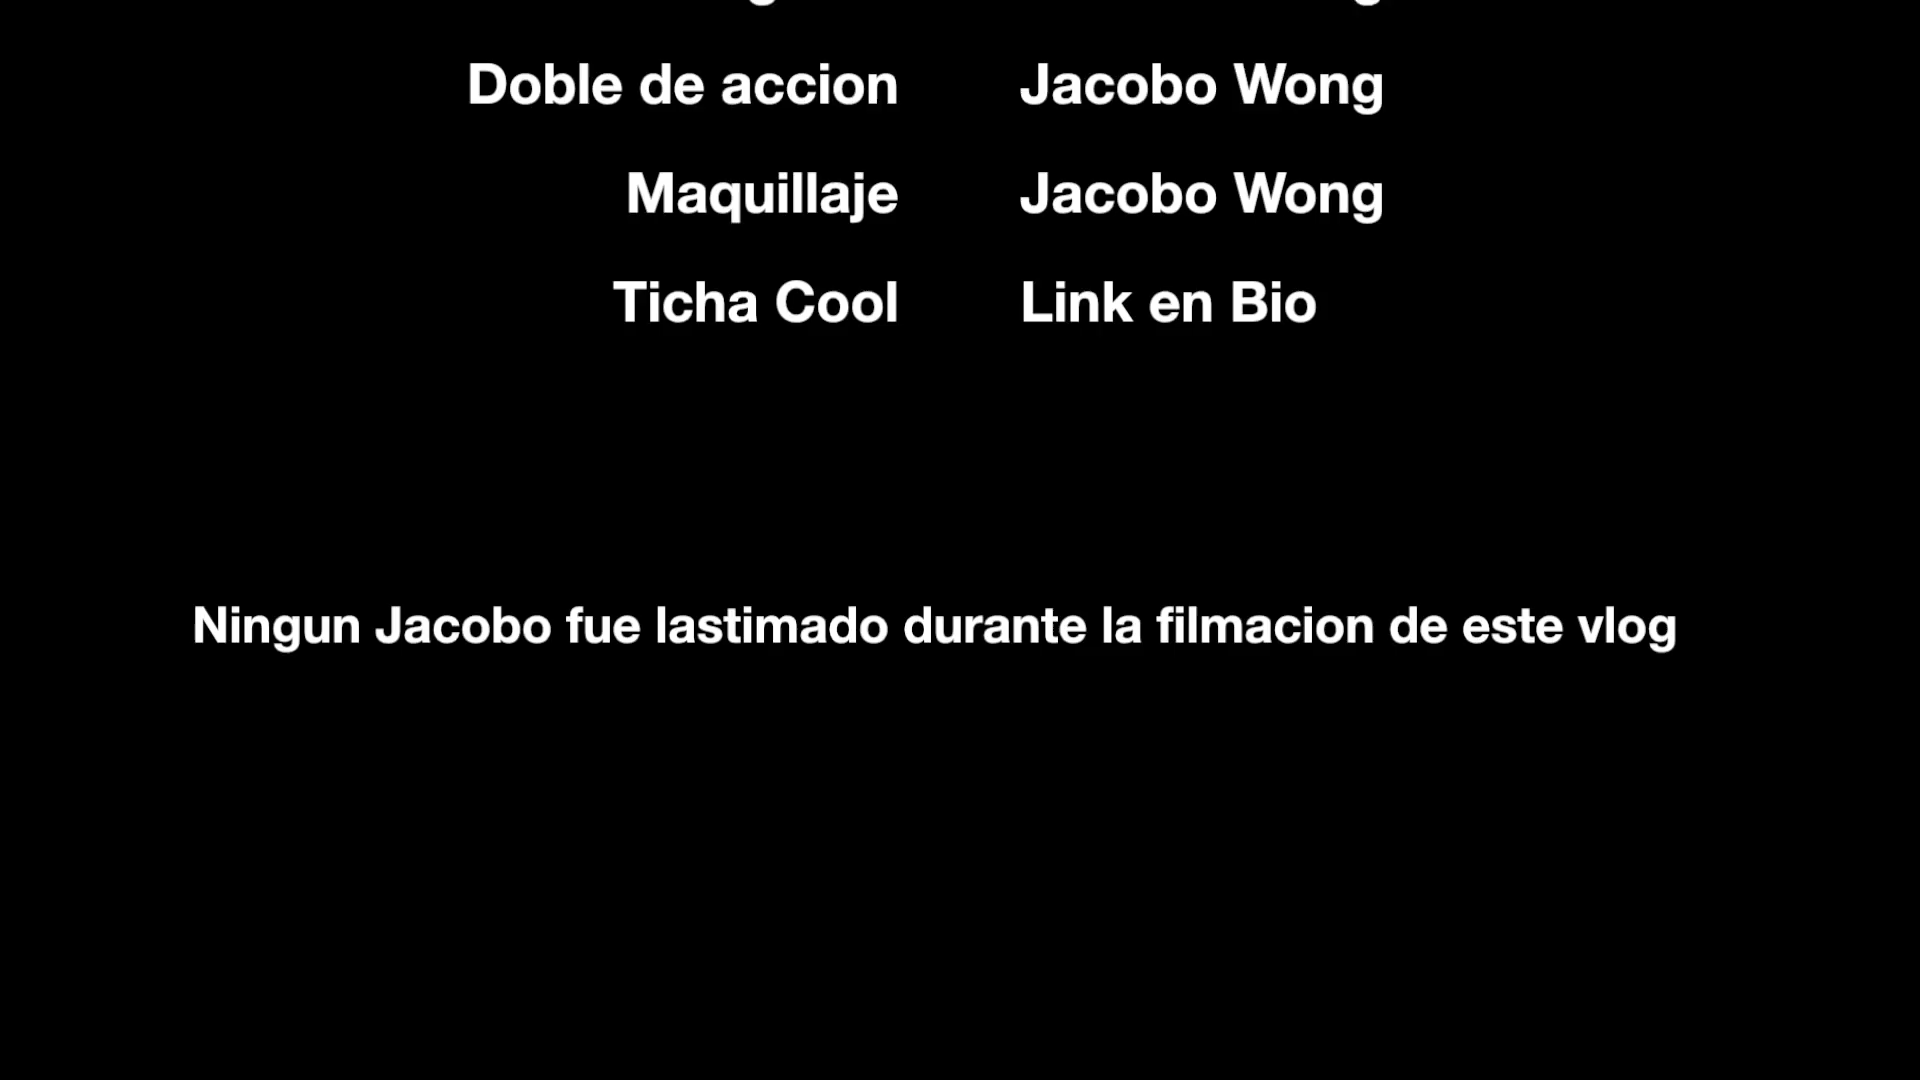 Doble de accion Jacobo Wong
Maquillaje Jacobo Wong
Ticha Cool Link en Bio
Ningun Jacobo fue lastimado durante la filmacion de este vlog